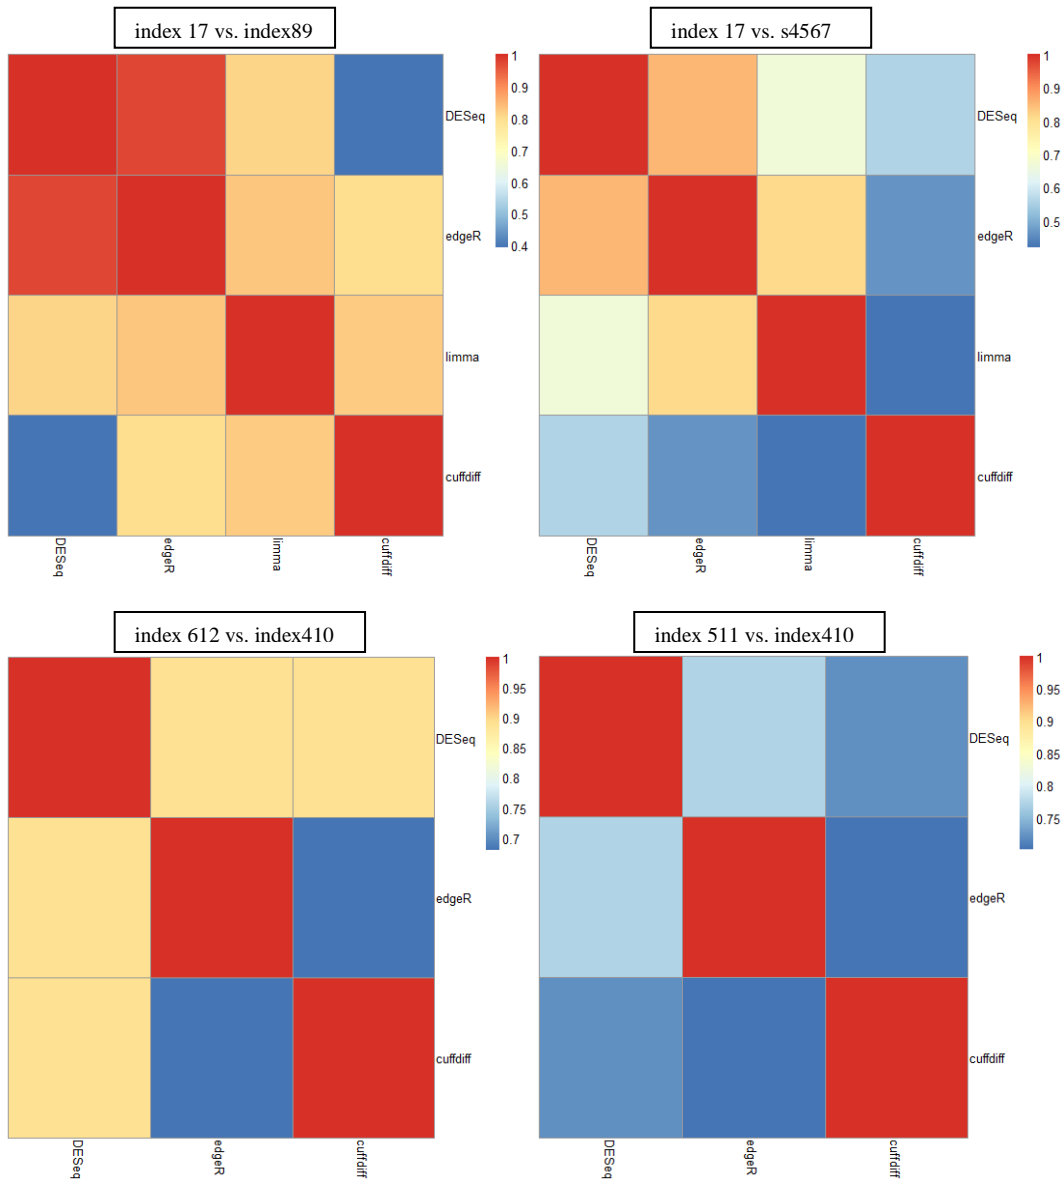 index 17 vs. index89
index 17 vs. s4567
1
0.9
0.8
0.7
0.6
0.5
0.4
DESeq
edgeR
limma
cuffdiff
DESeq
edgeR
limma
cuffdiff
1
0.9
0.8
0.7
0.6
0.5
DESeq
edgeR
limma
cuffdiff
DESeq
edgeR
limma
cuffdiff
index 612 vs. index410
index 511 vs. index410
1
0.95
0.9
0.85
0.8
0.75
0.7
DESeq
edgeR
cuffdiff
DESeq
edgeR
cuffdiff
1
0.95
0.9
0.85
0.8
0.75
DESeq
edgeR
cuffdiff
DESeq
edgeR
cuffdiff